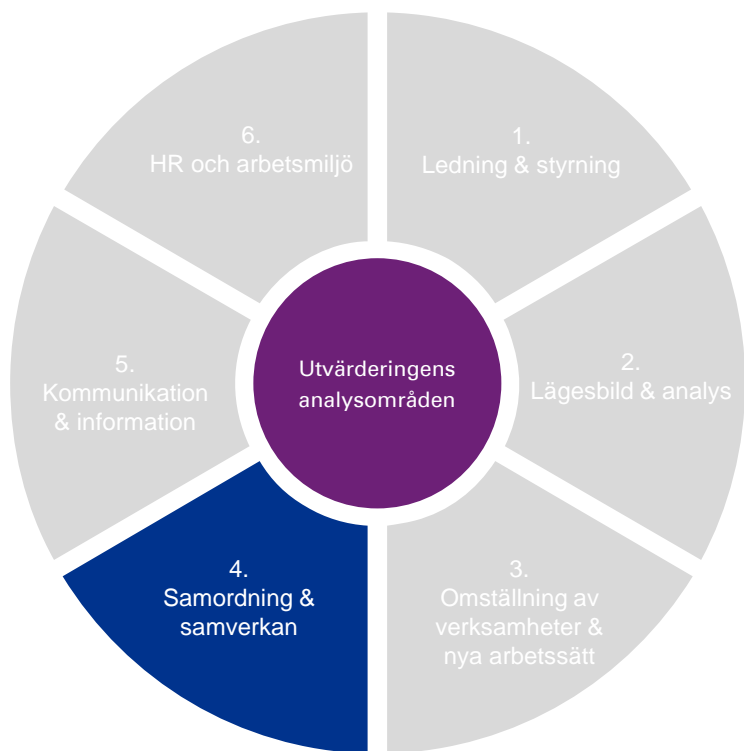 Utvärderingens
analysområden
1.
Ledning & styrning
2.
Lägesbild & analys
3.
Omställning av
verksamheter &
nya arbetssätt
4.
Samordning &
samverkan
5.
Kommunikation
& information
6.
HR och arbetsmiljö